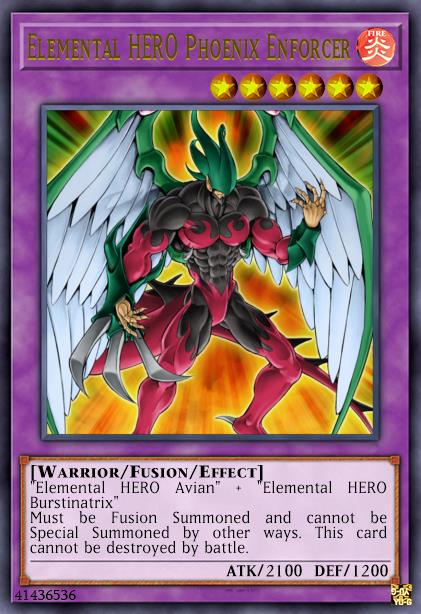 Elemental HERO Phoenix Enforcer
FIRE
炎
[Warrior/Fusion/Effect]
"Elemental HERO Avian" + "Elemental HERO
Burstinatrix"
Must be Fusion Summoned and cannot be
Special Summoned by other ways. This card
cannot be destroyed by battle.
ATK/2100 DEF/1200
41436536